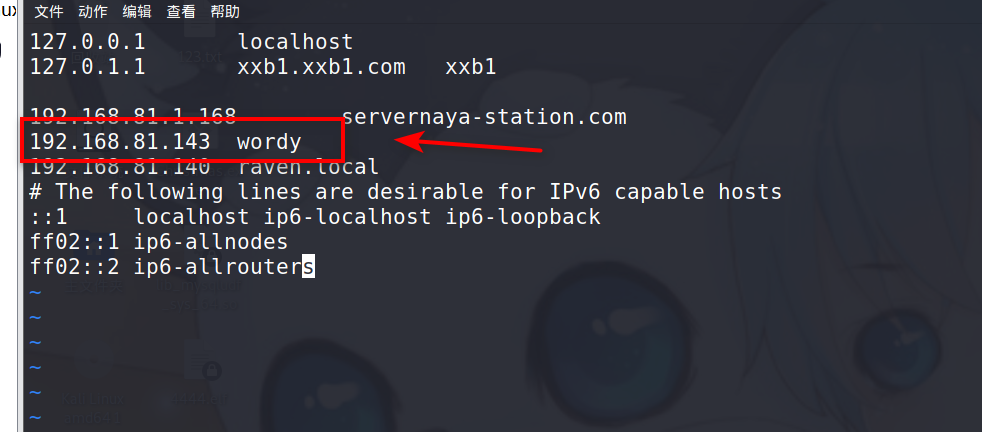 文件 动作 编辑 查看 帮助
127.0.0.1 localhost
127.0.1.1 xxb1.xxb1.com xxb1
192.168.81.1.168 servernaya-station.com
192.168.81.143 wordy
192.168.81.140 raven.local
# The following lines are desirable for IPv6 capable hosts
::1 localhost ip6-localhost ip6-loopback
ff02::1 ip6-allnodes
ff02::2 ip6-allrouters
~
~
~
~
~
~